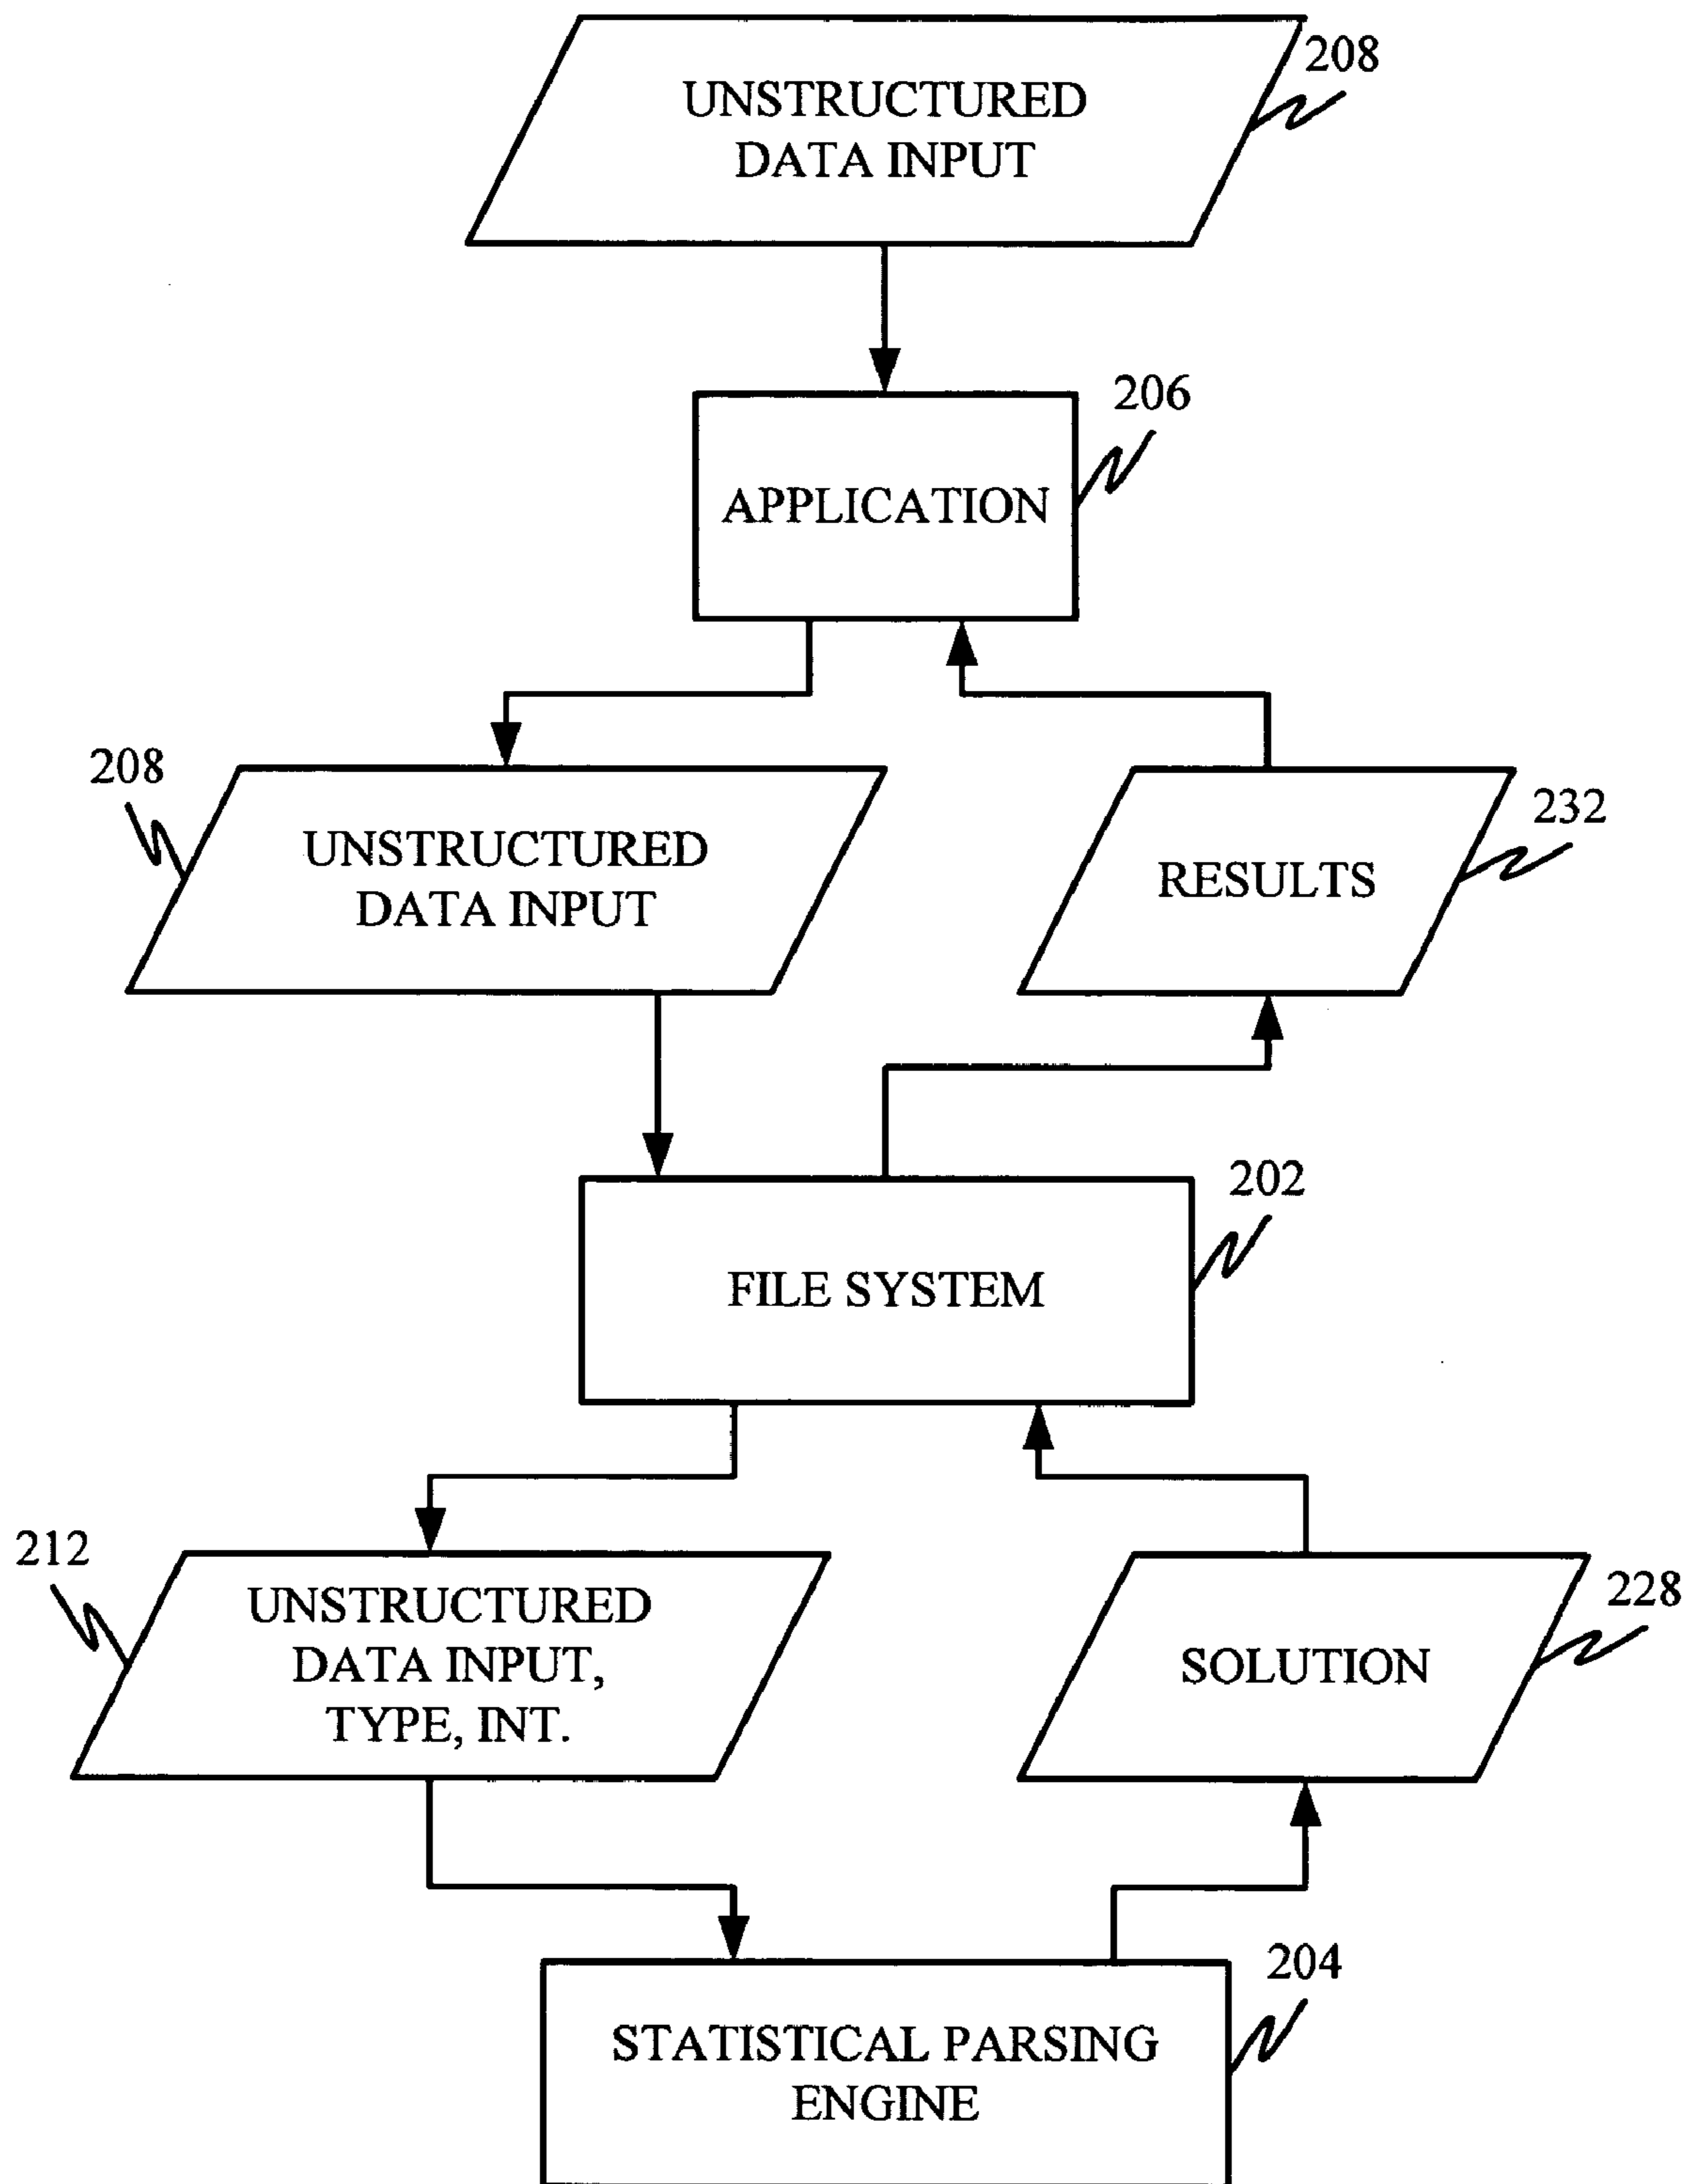 208
UNSTRUCTURED
DATA INPUT
206
APPLICATION
208
UNSTRUCTURED
DATA INPUT
232
RESULTS
202
FILE SYSTEM
212
UNSTRUCTURED
DATA INPUT,
TYPE, INT.
228
SOLUTION
204
STATISTICAL PARSING
ENGINE